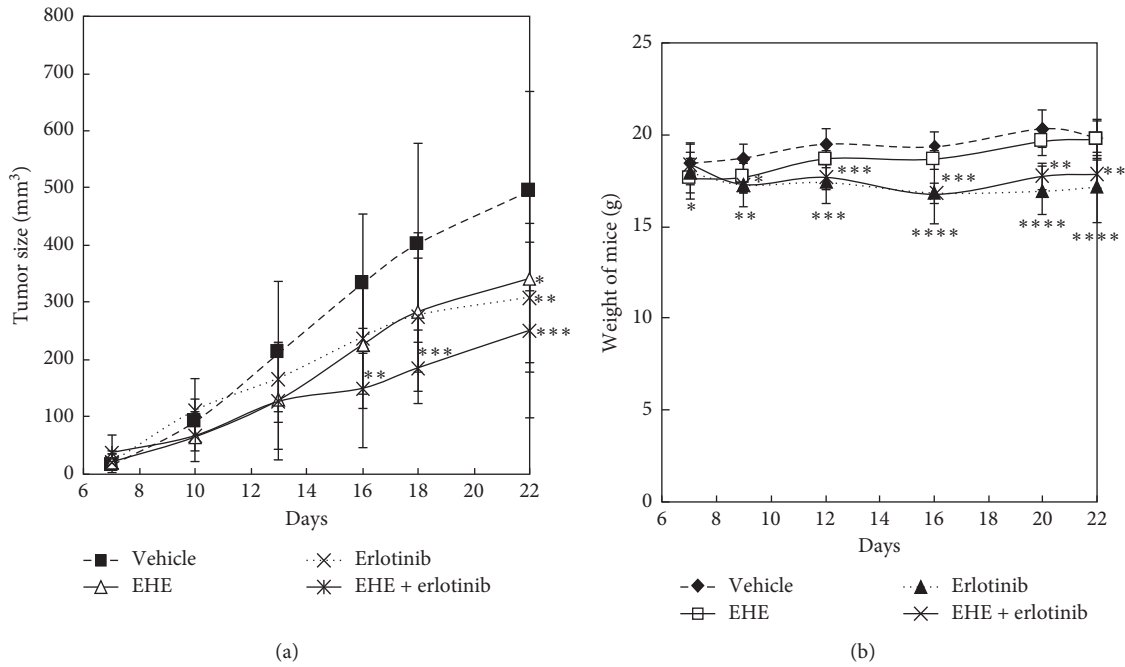 800
700
600
500
400
300
200
100
0
Tumor size (mm³)
*
**
***
**
***
6 8 10 12 14 16 18 20 22
Days
Vehicle
Erlotinib
EHE
EHE + erlotinib
(a)
25
20
15
10
5
0
Weight of mice (g)
*
*
**
***
***
***
****
**
****
**
****
6 8 10 12 14 16 18 20 22
Days
Vehicle
Erlotinib
EHE
EHE + erlotinib
(b)